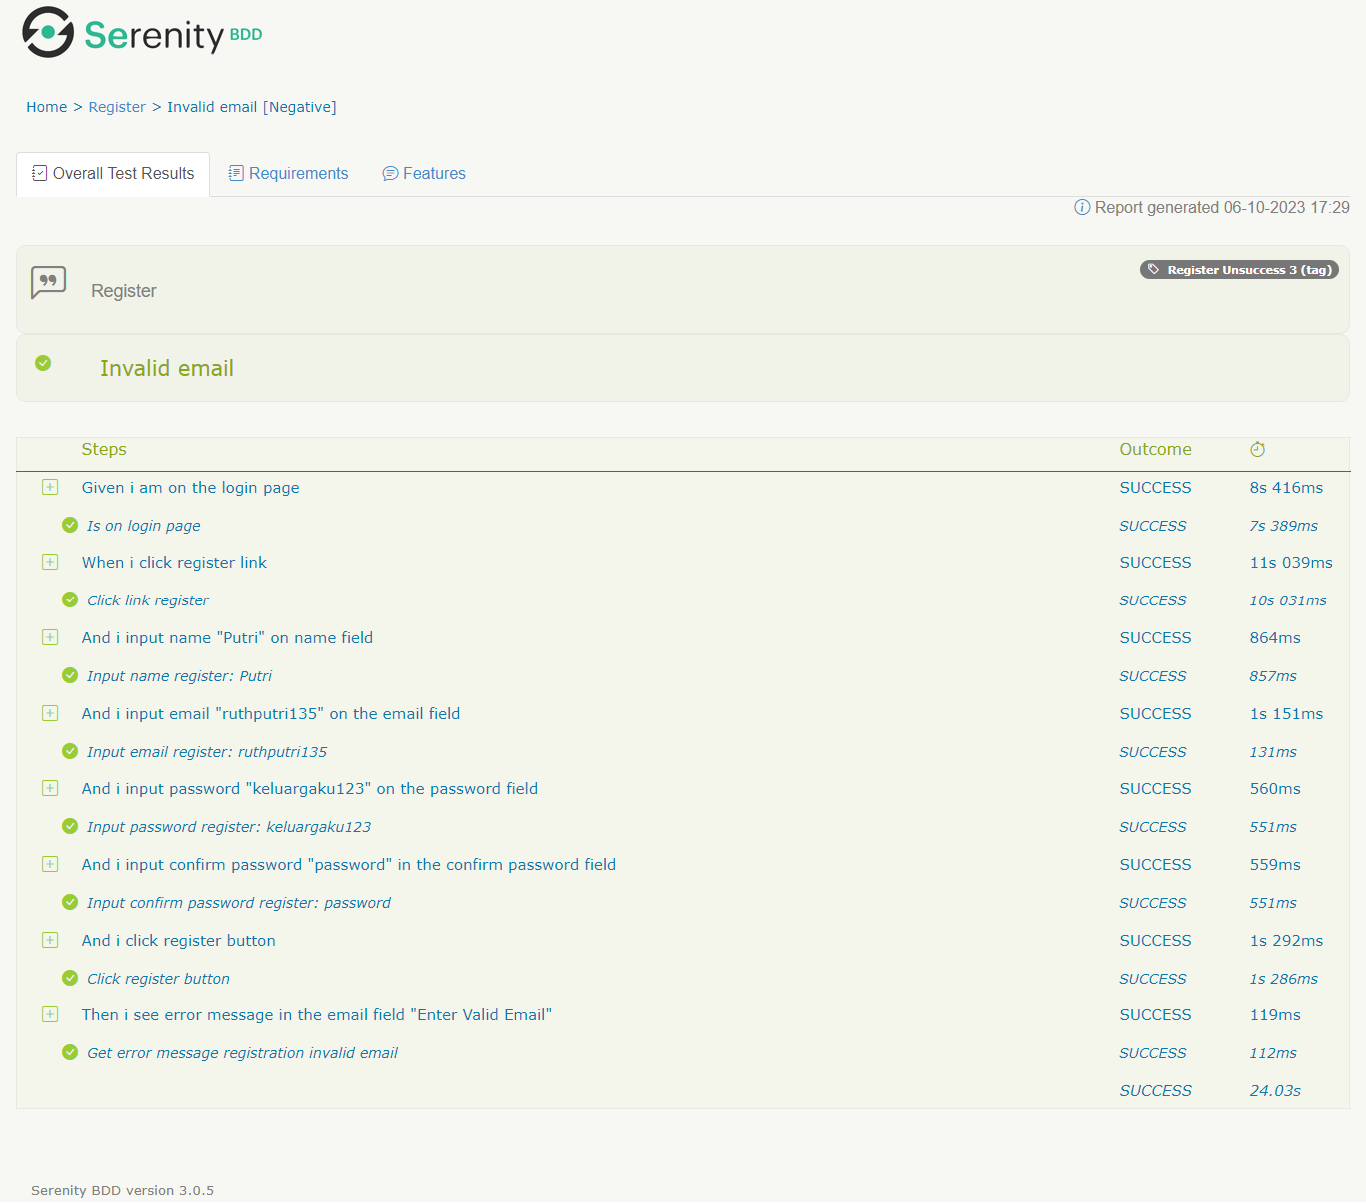 Serenity BDD
Home > Register > Invalid email [Negative]
Overall Test Results Requirements Features
Report generated 06-10-2023 17:29
Register Unsuccess 3 (tag)
Register
Invalid email
Steps Outcome
Given i am on the login page SUCCESS 8s 416ms
Is on login page SUCCESS 7s 389ms
When i click register link SUCCESS 11s 039ms
Click link register SUCCESS 10s 031ms
And i input name "Putri" on name field SUCCESS 864ms
Input name register: Putri SUCCESS 857ms
And i input email "ruthputri135" on the email field SUCCESS 1s 151ms
Input email register: ruthputri135 SUCCESS 131ms
And i input password "keluargaku123" on the password field SUCCESS 560ms
Input password register: keluargaku123 SUCCESS 551ms
And i input confirm password "password" in the confirm password field SUCCESS 559ms
Input confirm password register: password SUCCESS 551ms
And i click register button SUCCESS 1s 292ms
Click register button SUCCESS 1s 286ms
Then i see error message in the email field "Enter Valid Email" SUCCESS 119ms
Get error message registration invalid email SUCCESS 112ms
SUCCESS 24.03s
Serenity BDD version 3.0.5